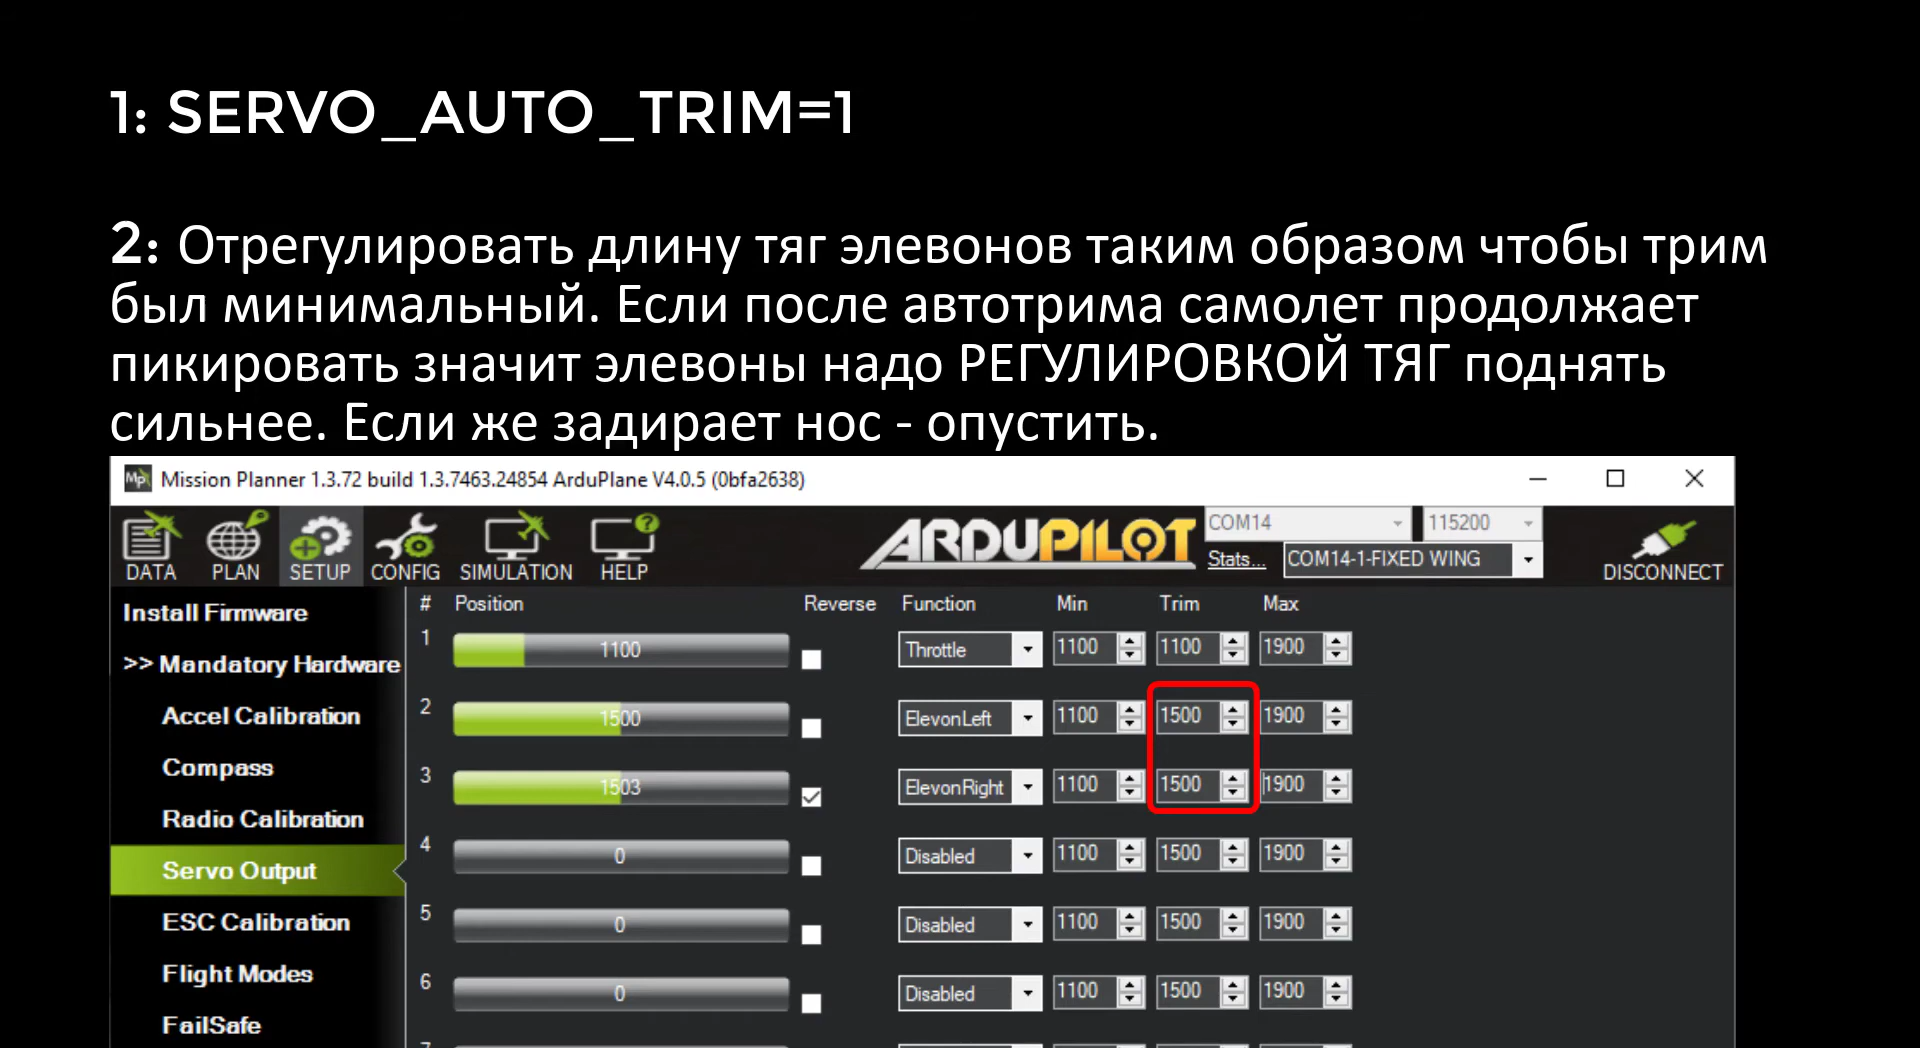 1: SERVO_AUTO_TRIM=1
2: Отрегулировать длину тяг элевонов таким образом чтобы трим
был минимальный. Если после автотрима самолет продолжает
пикировать значит элевоны надо РЕГУЛИРОВКОЙ ТЯГ поднять
сильнее. Если же задирает нос - опустить.
Mission Planner 1.3.72 build 1.3.7463.24854 ArduPlane V4.0.5 (0bfa2638)
DATA PLAN SETUP CONFIG SIMULATION HELP ARDUPILOT COM14 115200
Stats... COM14-1-FIXED WING DISCONNECT
Install Firmware
>> Mandatory Hardware
Accel Calibration
Compass
Radio Calibration
Servo Output
ESC Calibration
Flight Modes
FailSafe
# Position Reverse Function Min Trim Max
1 1100 Throttle 1100 1100 1900
2 1500 ElevonLeft 1100 1500 1900
3 1503 ElevonRight 1100 1500 1900
4 0 Disabled 1100 1500 1900
5 0 Disabled 1100 1500 1900
6 0 Disabled 1100 1500 1900